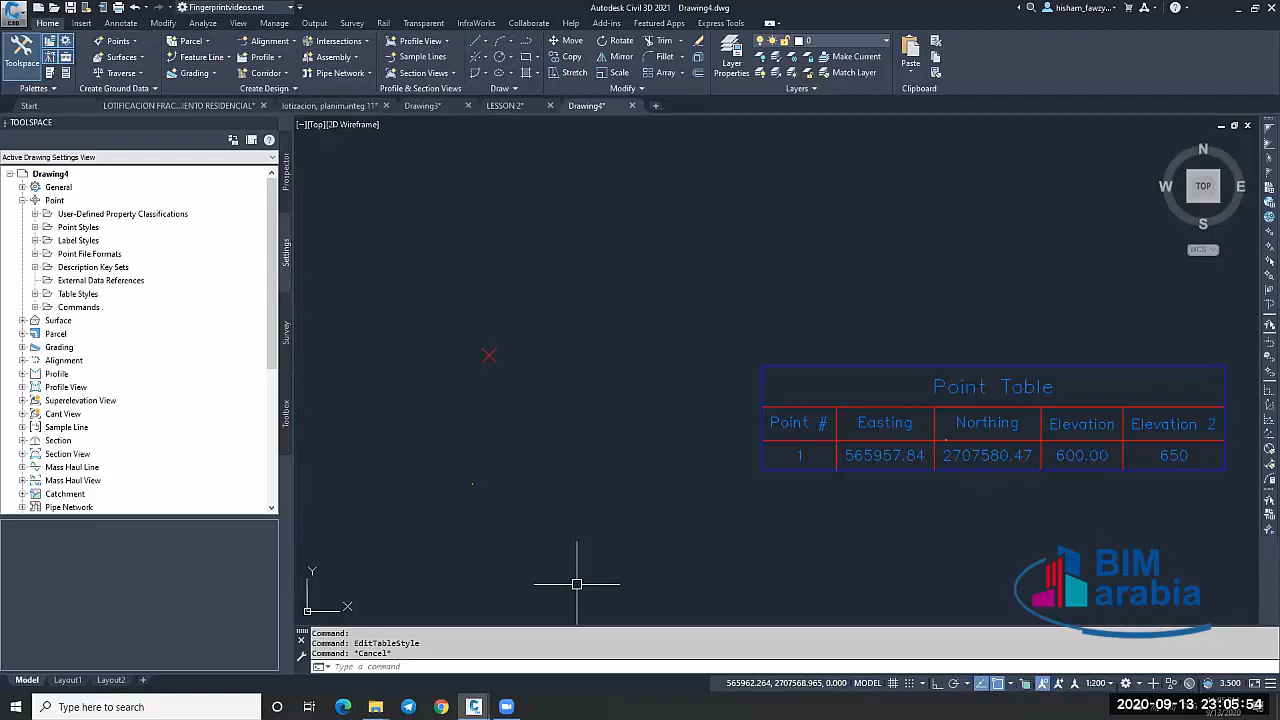 Fingerprintvideos.net
Autodesk Civil 3D 2021 Drawing4.dwg
hisham_fawzy...
Home Insert Annotate Modify Analyze View Manage Output Survey Rail Transparent InfraWorks Collaborate Help Add-ins Featured Apps Express Tools
Toolspace
Points
Surfaces
Traverse
Parcel
Feature Line
Grading
Alignment
Profile
Corridor
Intersections
Assembly
Pipe Network
Profile View
Sample Lines
Section Views
Move
Copy
Stretch
Rotate
Mirror
Scale
Trim
Fillet
Array
Layer
Properties
0
Make Current
Match Layer
Paste
Palettes
Create Ground Data
Create Design
Profile & Section Views
Draw
Modify
Layers
Clipboard
Start
LOTIFICACION FRAC...IENTO RESIDENCIAL*
lotizacion, planim.integ 11*
Drawing3*
LESSON 2*
Drawing4*
TOOLSPACE
Active Drawing Settings View
Drawing4
General
Point
User-Defined Property Classifications
Point Styles
Label Styles
Point File Formats
Description Key Sets
External Data References
Table Styles
Commands .
Surface
Parcel
Grading
Alignment
Profile
Profile View
Superelevation View
Cant View
Sample Line
Section
Section View
Mass Haul Line
Mass Haul View
Catchment
Pipe Network
Prospector
Settings
Survey
Toolbox
[−][Top][2D Wireframe]
N
W
TOP
E
S
WCS
Point Table
Point # Easting Northing Elevation Elevation 2
1 565957.84 2707580.47 600.00 650
Y
X
BIM
arabia
Command:
Command: EditTableStyle
Command: *Cancel*
Type a command
Model Layout1 Layout2
565962.264, 2707568.965, 0.000 MODEL
1:200
3.500
Type here to search
2020-09-13 23:05:54